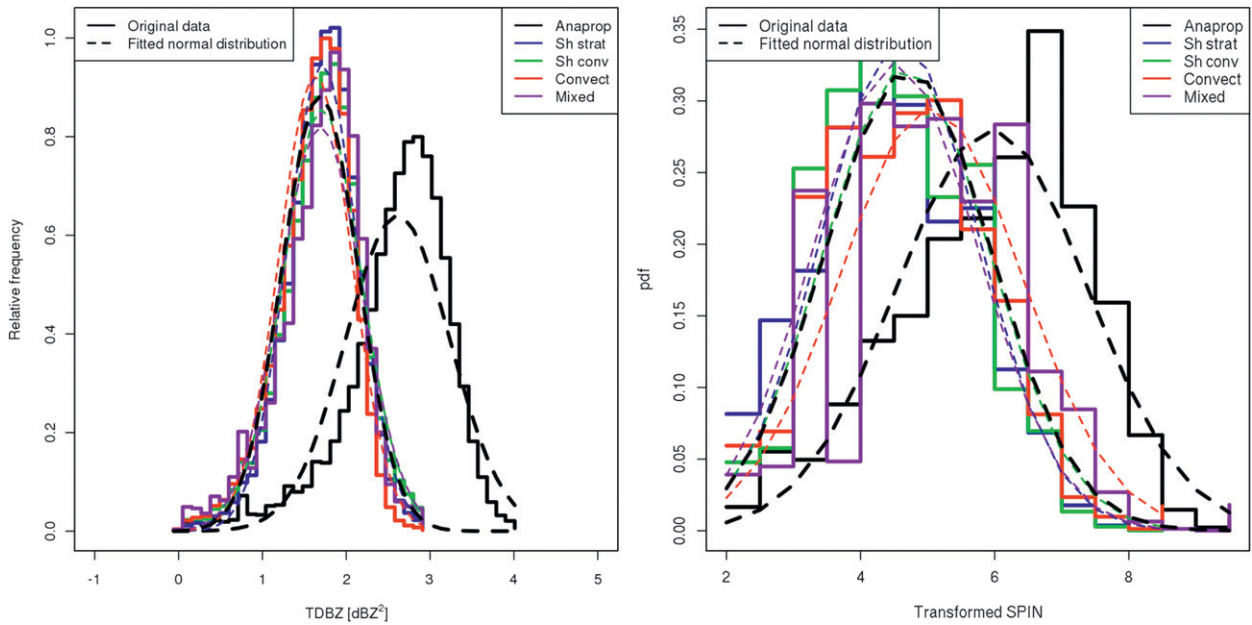 Original data
Fitted normal distribution
Anaprop
Sh strat
Sh conv
Convect
Mixed
Relative frequency
1.0
0.8
0.6
0.4
0.2
0.0
-1
0
1
2
3
4
5
TDBZ [dBZ²]
Original data
Fitted normal distribution
Anaprop
Sh strat
Sh conv
Convect
Mixed
pdf
0.35
0.30
0.25
0.20
0.15
0.10
0.05
0.00
2
4
6
8
Transformed SPIN